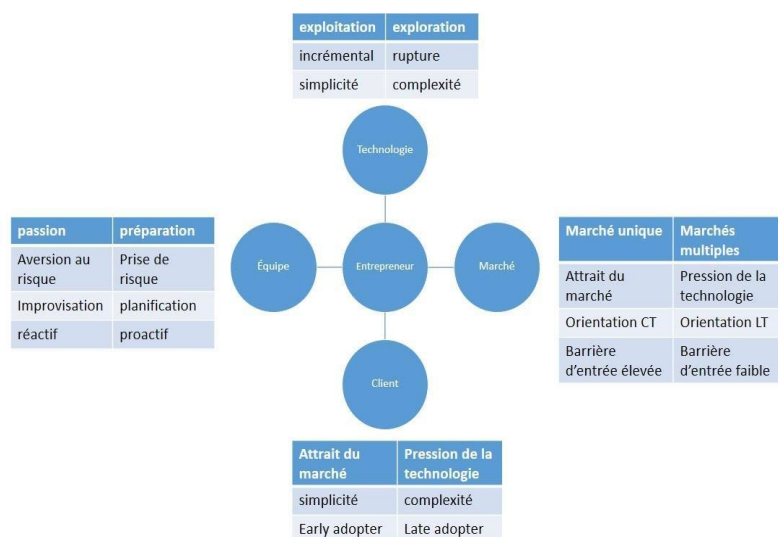 exploitation exploration
incrémental rupture
simplicité complexité
Technologie
passion préparation
Aversion au Prise de
risque risque
Improvisation planification
réactif proactif
Équipe
Entrepreneur
Marché
Marché unique Marchés
multiples
Attrait du Pression de la
marché technologie
Orientation CT Orientation LT
Barrière Barrière
d'entrée élevée d'entrée faible
Client
Attrait du Pression de la
marché technologie
simplicité complexité
Early adopter Late adopter